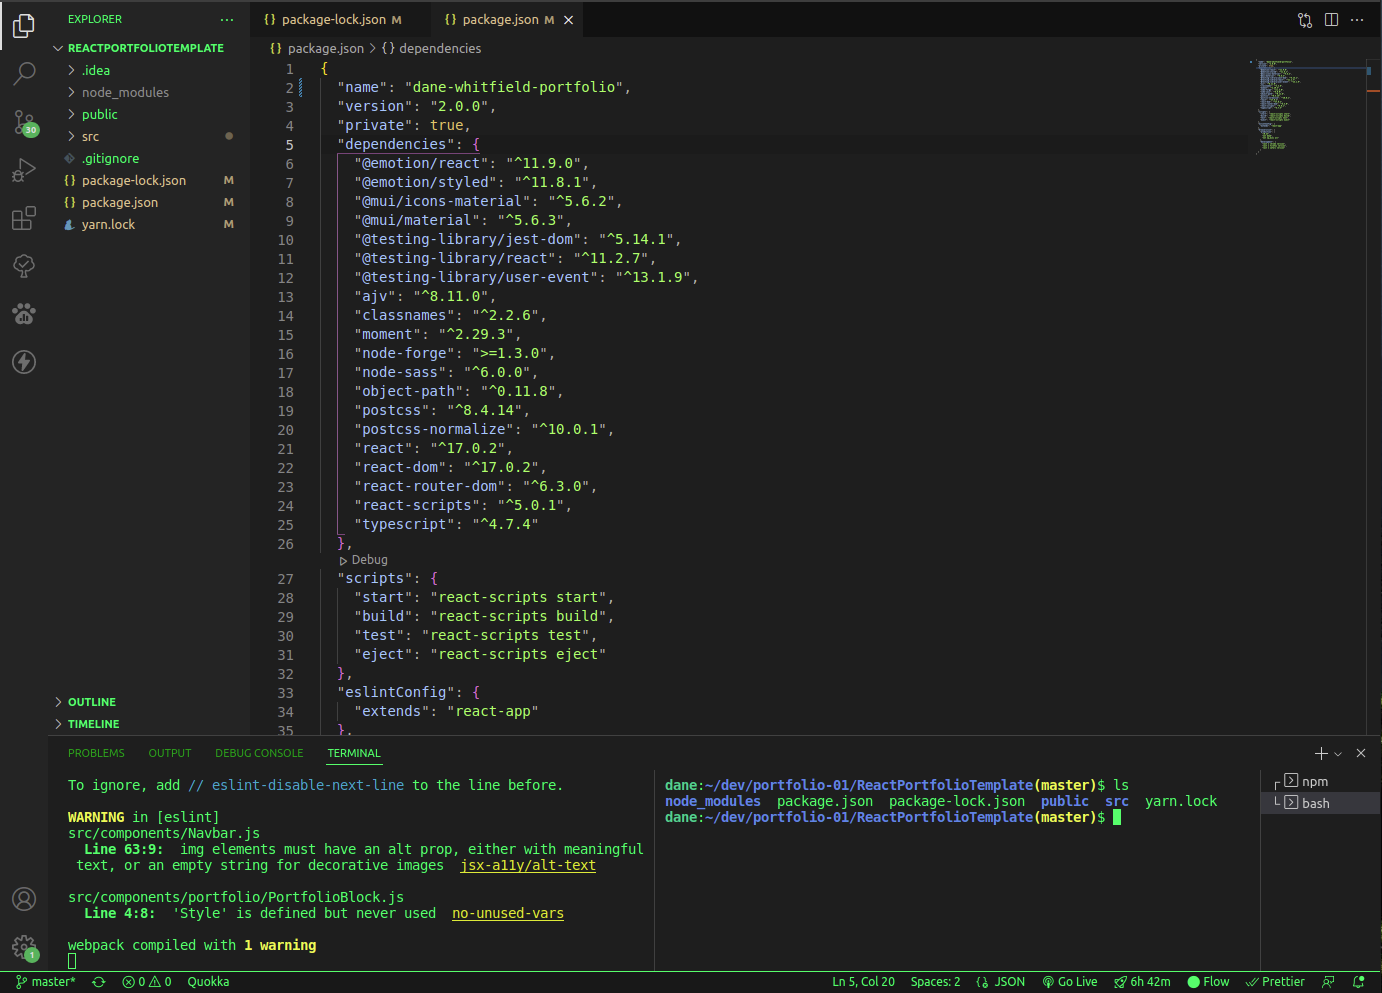 EXPLORER
REACTPORTFOLIOTEMPLATE
.idea
node_modules
public
src
.gitignore
package-lock.json M
package.json M
yarn.lock M
OUTLINE
TIMELINE
30
1
package-lock.json M
package.json M
package.json > {} dependencies
1 {
2 "name": "dane-whitfield-portfolio",
3 "version": "2.0.0",
4 "private": true,
5 "dependencies": {
6 "@emotion/react": "^11.9.0",
7 "@emotion/styled": "^11.8.1",
8 "@mui/icons-material": "^5.6.2",
9 "@mui/material": "^5.6.3",
10 "@testing-library/jest-dom": "^5.14.1",
11 "@testing-library/react": "^11.2.7",
12 "@testing-library/user-event": "^13.1.9",
13 "ajv": "^8.11.0",
14 "classnames": "^2.2.6",
15 "moment": "^2.29.3",
16 "node-forge": ">=1.3.0",
17 "node-sass": "^6.0.0",
18 "object-path": "^0.11.8",
19 "postcss": "^8.4.14",
20 "postcss-normalize": "^10.0.1",
21 "react": "^17.0.2",
22 "react-dom": "^17.0.2",
23 "react-router-dom": "^6.3.0",
24 "react-scripts": "^5.0.1",
25 "typescript": "^4.7.4"
26 },
Debug
27 "scripts": {
28 "start": "react-scripts start",
29 "build": "react-scripts build",
30 "test": "react-scripts test",
31 "eject": "react-scripts eject"
32 },
33 "eslintConfig": {
34 "extends": "react-app"
35 },
PROBLEMS OUTPUT DEBUG CONSOLE TERMINAL
To ignore, add // eslint-disable-next-line to the line before.
WARNING in [eslint]
src/components/Navbar.js
Line 63:9: img elements must have an alt prop, either with meaningful
text, or an empty string for decorative images jsx-a11y/alt-text
src/components/portfolio/PortfolioBlock.js
Line 4:8: 'Style' is defined but never used no-unused-vars
webpack compiled with 1 warning
dane:~/dev/portfolio-01/ReactPortfolioTemplate(master)$ ls
node_modules package.json package-lock.json public src yarn.lock
dane:~/dev/portfolio-01/ReactPortfolioTemplate(master)$
npm
bash
master* 0 0 Quokka Ln 5, Col 20 Spaces: 2 {} JSON Go Live 6h 42m Flow Prettier